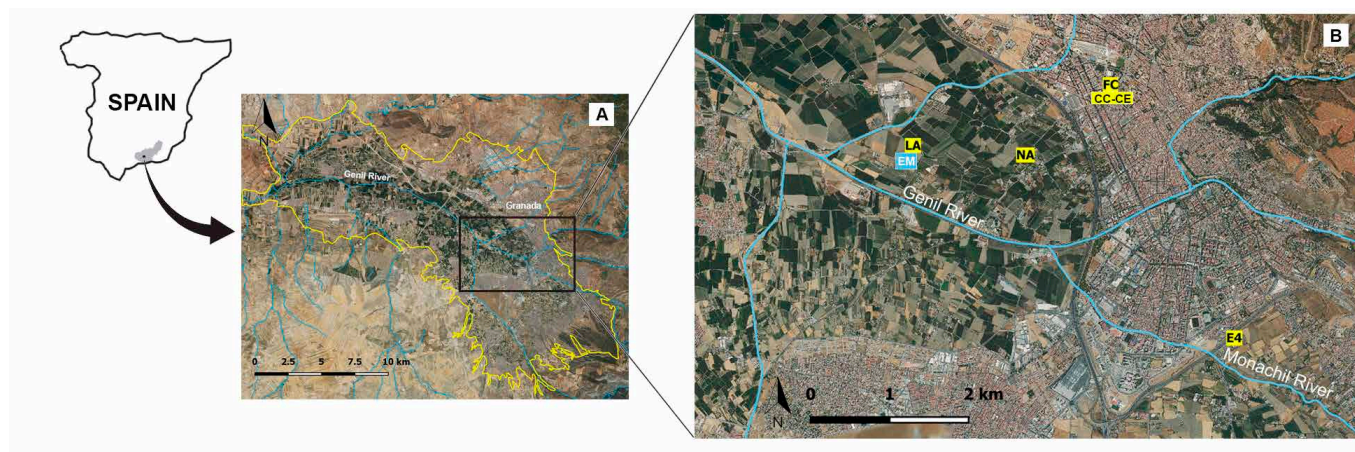 SPAIN
A
N
Genil River
Granada
0 2.5 5 7.5 10 km
B
FC
CC-CE
LA
EM
NA
Genil River
E4
Monachil River
0 1 2 km
N